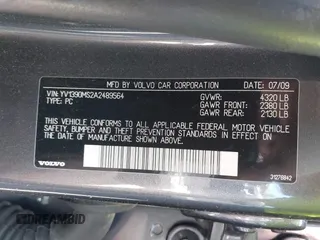 MFD BY VOLVO CAR CORPORATION DATE: 07/09
VIN: YV1390MS2A2489564 GVWR: 4320 LB
TYPE: PC GAWR FRONT: 2380 LB
GAWR REAR: 2130 LB
THIS VEHICLE CONFORMS TO ALL APPLICABLE FEDERAL MOTOR VEHICLE
SAFETY, BUMPER AND THEFT PREVENTION STANDARDS IN EFFECT ON THE
DATE OF MANUFACTURE SHOWN ABOVE.
VOLVO 31278842
DREAMBID